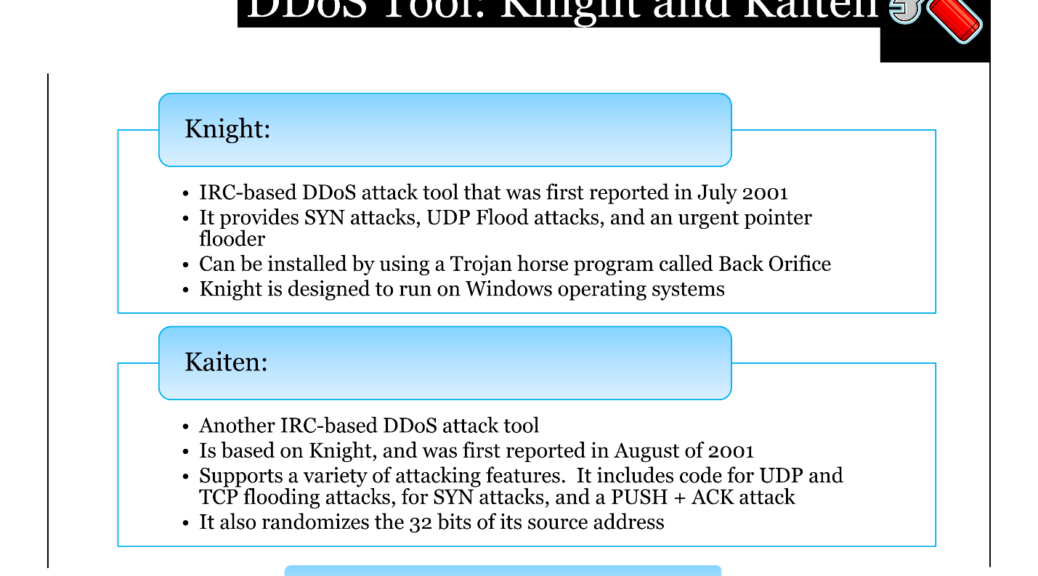 DDoS Tool: Knight and Kaiten
Knight:
• IRC-based DDoS attack tool that was first reported in July 2001
• It provides SYN attacks, UDP Flood attacks, and an urgent pointer
flooder
• Can be installed by using a Trojan horse program called Back Orifice
• Knight is designed to run on Windows operating systems
Kaiten:
• Another IRC-based DDoS attack tool
• Is based on Knight, and was first reported in August of 2001
• Supports a variety of attacking features.  It includes code for UDP and
TCP flooding attacks, for SYN attacks, and a PUSH + ACK attack
• It also randomizes the 32 bits of its source address